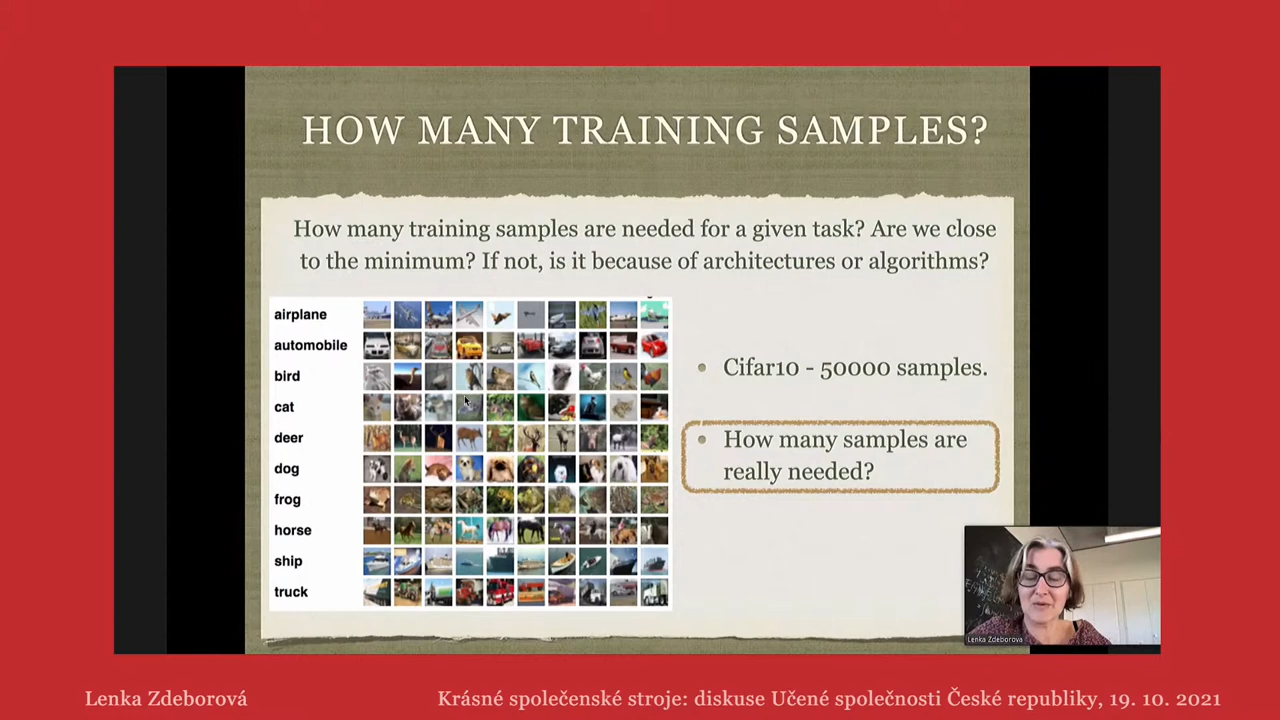 HOW MANY TRAINING SAMPLES?
How many training samples are needed for a given task? Are we close
to the minimum? If not, is it because of architectures or algorithms?
airplane
automobile
bird
cat
deer
dog
frog
horse
ship
truck
• Cifar10 - 50000 samples.
• How many samples are
really needed?
Lenka Zdeborova
Lenka Zdeborová
Krásné společenské stroje: diskuse Učené společnosti České republiky, 19. 10. 2021